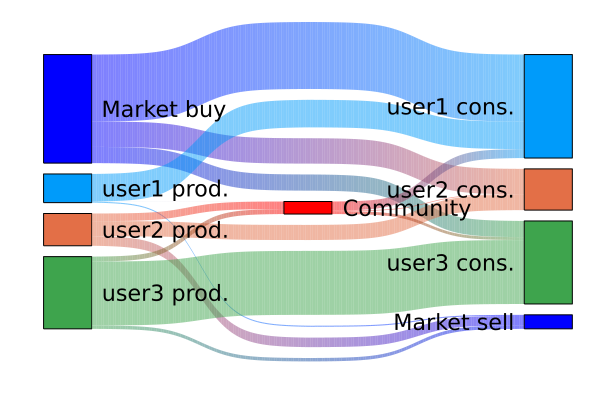 Market buy
user1 prod.
user2 prod.
user3 prod.
Community
user1 cons.
user2 cons.
user3 cons.
Market sell